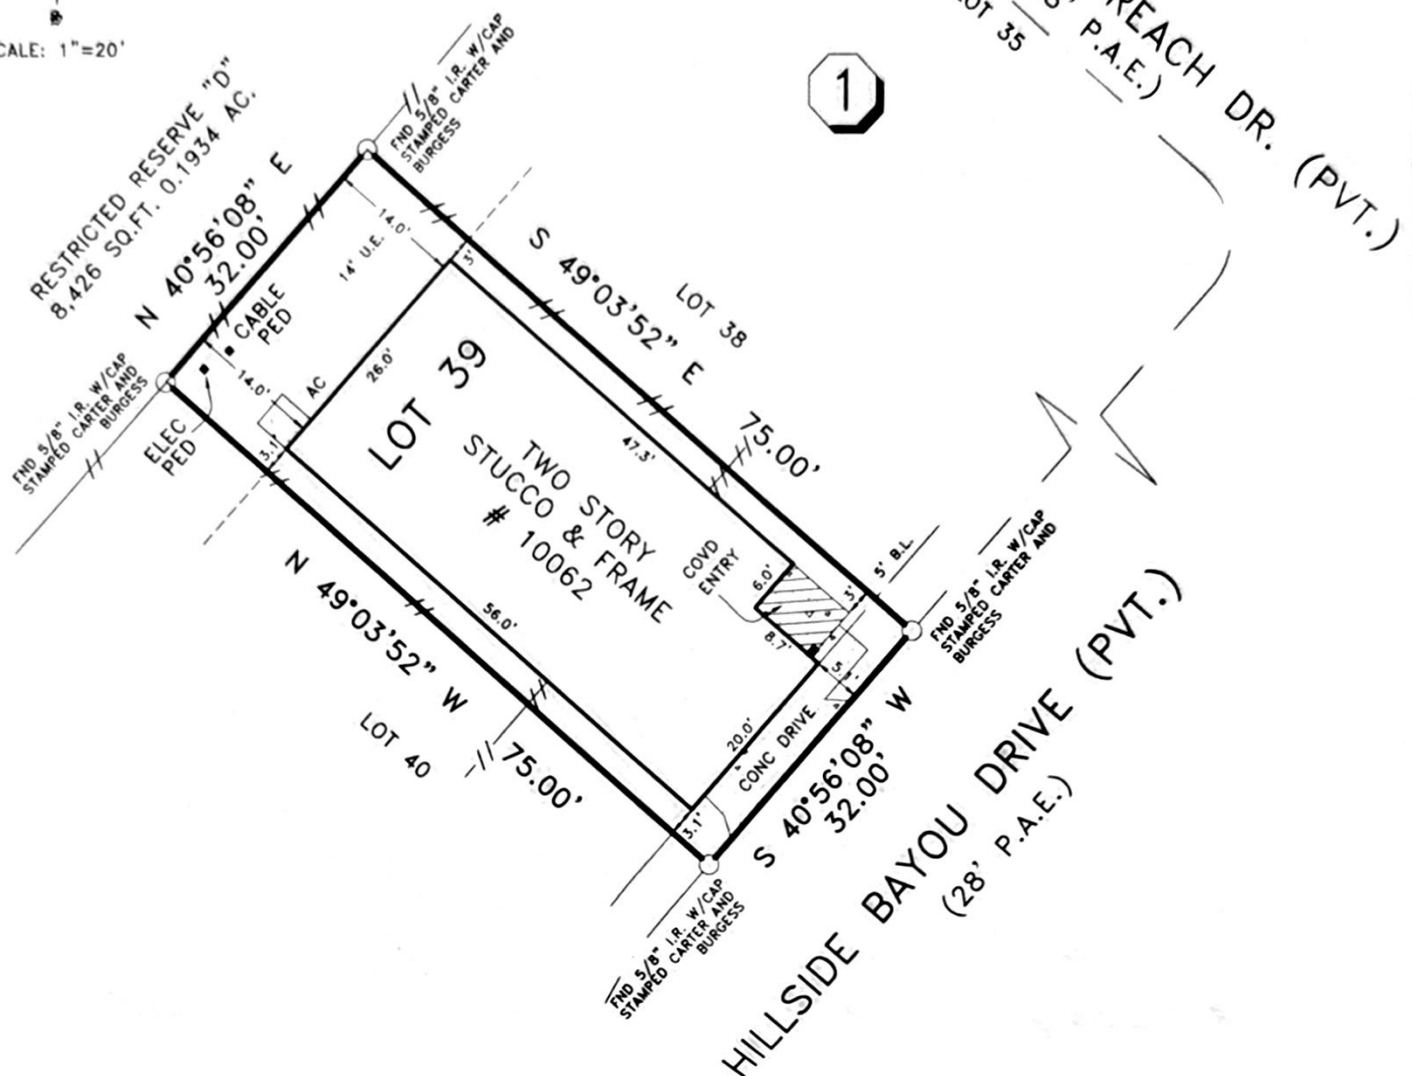 CALE: 1"=20'
RESTRICTED RESERVE "D"
8,426 SQ.FT. 0.1934 AC.
N 40°56'08" E
32.00'
FND 5/8" I.R. W/CAP
STAMPED CARTER AND
BURGESS
1
LOT 35
P.A.E.)
REACH DR. (PVT.)
14.0'
14' U.E.
3'
S 49°03'52" E
75.00'
LOT 38
CABLE
PED
14.0'
AC
26.0'
ELEC
PED
3.1'
FND 5/8" I.R. W/CAP
STAMPED CARTER AND
BURGESS
LOT 39
TWO STORY
STUCCO & FRAME
# 10062
47.3'
COVD
ENTRY
6.0'
8.7'
3'
5' B.L.
56.0'
20.0'
CONC DRIVE
3.1'
N 49°03'52" W
75.00'
LOT 40
S 40°56'08" W
32.00'
FND 5/8" I.R. W/CAP
STAMPED CARTER AND
BURGESS
FND 5/8" I.R. W/CAP
STAMPED CARTER AND
BURGESS
HILLSIDE BAYOU DRIVE (PVT.)
(28' P.A.E.)